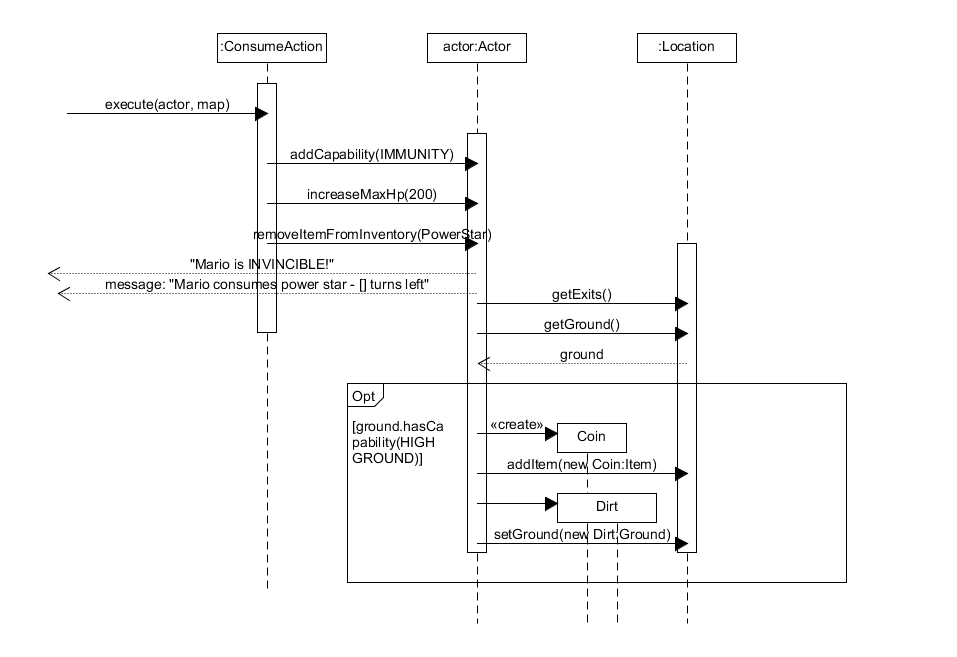 :ConsumeAction
actor:Actor
:Location
execute(actor, map)
addCapability(IMMUNITY)
increaseMaxHp(200)
removeItemFromInventory(PowerStar)
"Mario is INVINCIBLE!"
message: "Mario consumes power star - [] turns left"
getExits()
getGround()
ground
Opt
[ground.hasCa
pability(HIGH
GROUND)]
«create»
Coin
addItem(new Coin:Item)
Dirt
setGround(new Dirt:Ground)